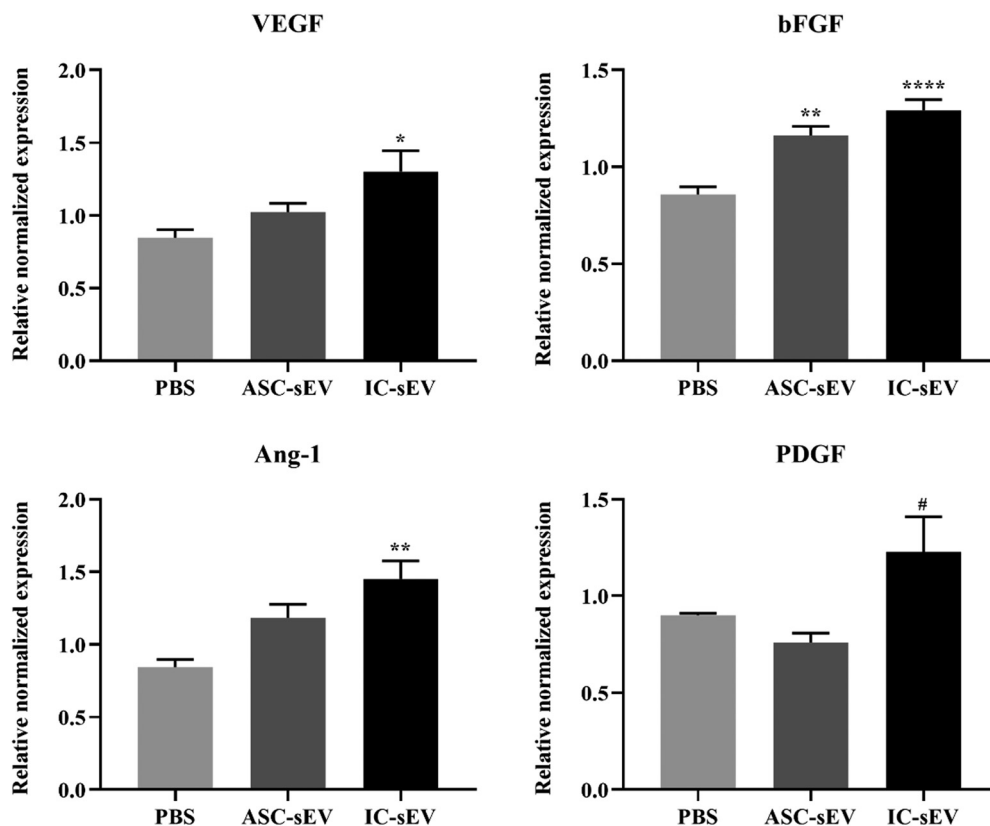 VEGF
Relative normalized expression
2.0
1.5
1.0
0.5
0.0
*
PBS ASC-sEV IC-sEV
bFGF
Relative normalized expression
1.5
1.0
0.5
0.0
**
****
PBS ASC-sEV IC-sEV
Ang-1
Relative normalized expression
2.0
1.5
1.0
0.5
0.0
**
PBS ASC-sEV IC-sEV
PDGF
Relative normalized expression
1.5
1.0
0.5
0.0
#
PBS ASC-sEV IC-sEV